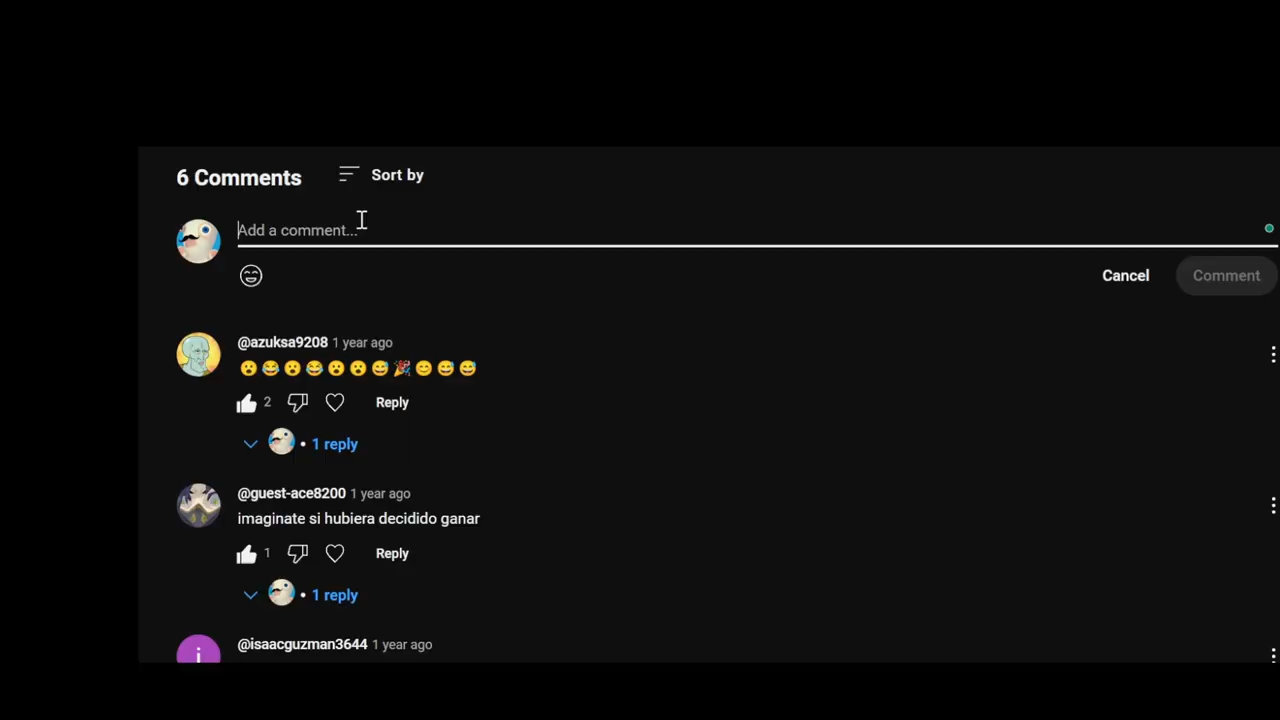 6 Comments
Sort by
Add a comment...
Cancel
Comment
@azuksa9208 1 year ago
😮😂😮😂😮😮😅🎉😊😅😅
2
Reply
• 1 reply
@guest-ace8200 1 year ago
imaginate si hubiera decidido ganar
1
Reply
• 1 reply
@isaacguzman3644 1 year ago
i